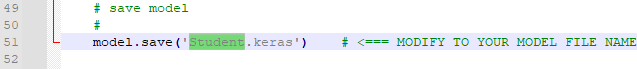 49 # save model
50 #
51 model.save('Student.keras') # <=== MODIFY TO YOUR MODEL FILE NAME
52